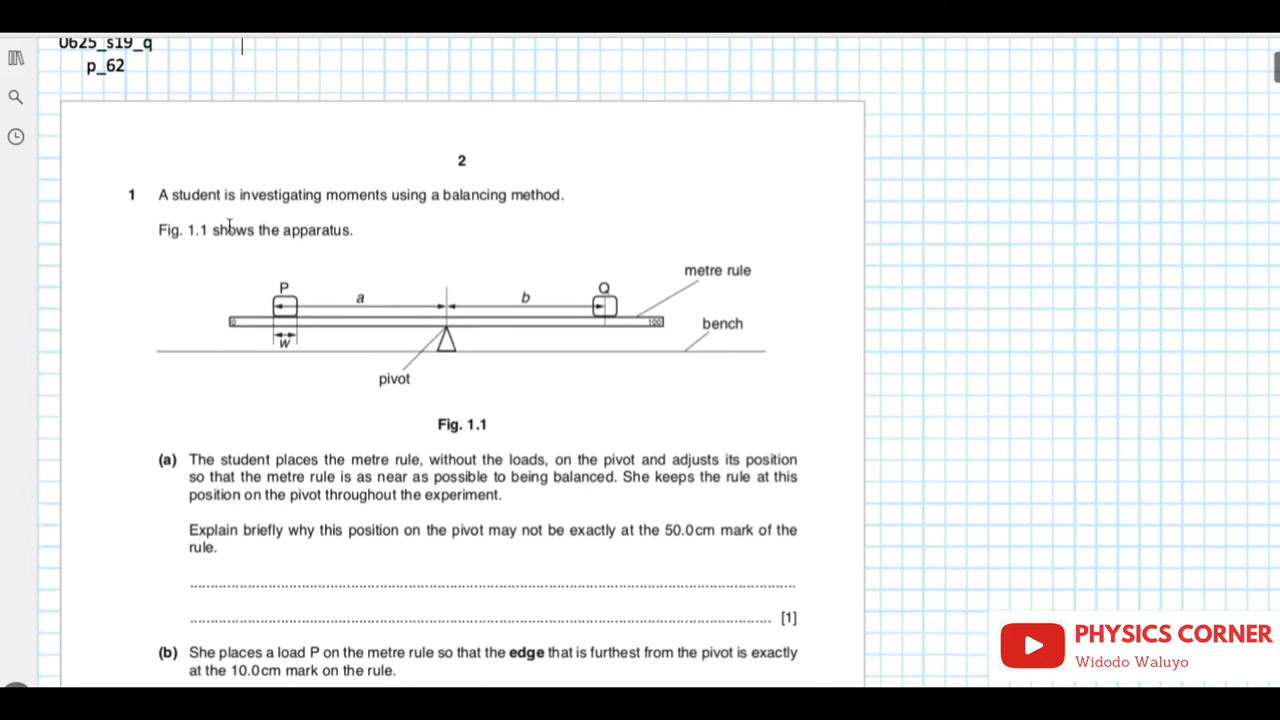 0625_s19_q
p_62
2
1 A student is investigating moments using a balancing method.
Fig. 1.1 shows the apparatus.
metre rule
P
a
b
Q
0
100
bench
w
pivot
Fig. 1.1
(a) The student places the metre rule, without the loads, on the pivot and adjusts its position
so that the metre rule is as near as possible to being balanced. She keeps the rule at this
position on the pivot throughout the experiment.
Explain briefly why this position on the pivot may not be exactly at the 50.0cm mark of the
rule.
[1]
(b) She places a load P on the metre rule so that the edge that is furthest from the pivot is exactly
at the 10.0cm mark on the rule.
PHYSICS CORNER
Widodo Waluyo